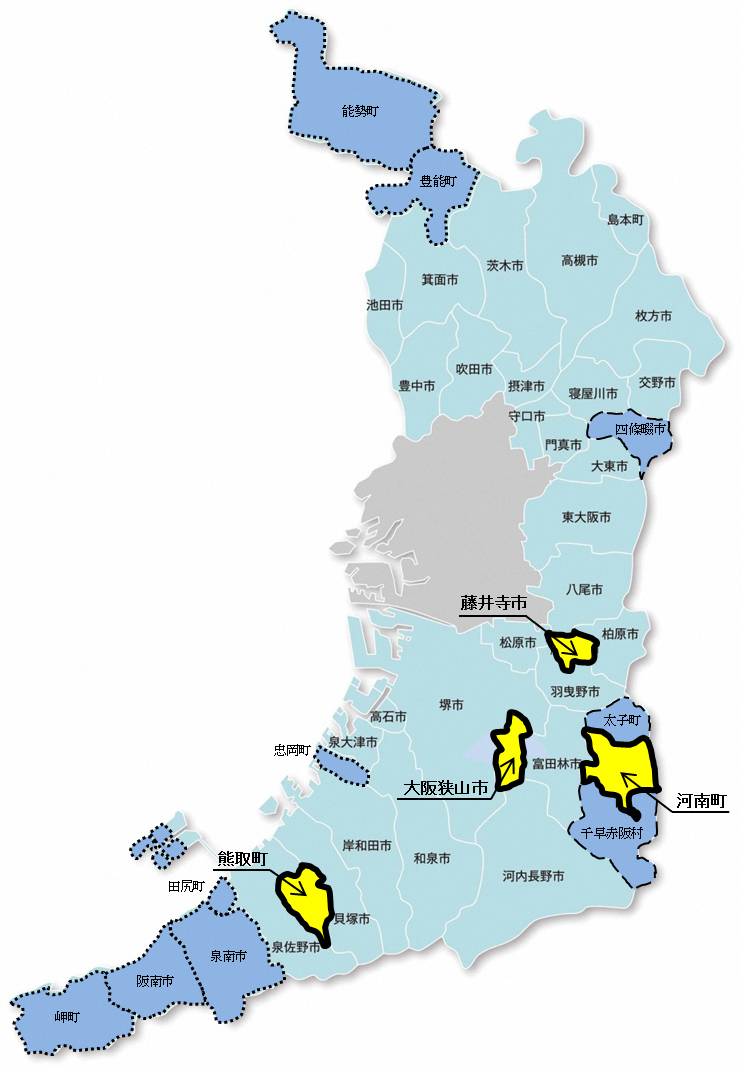 能勢町
豊能町
島本町
茨木市
高槻市
箕面市
池田市
枚方市
吹田市
豊中市
摂津市
寝屋川市
交野市
守口市
四條畷市
門真市
大東市
東大阪市
八尾市
藤井寺市
柏原市
松原市
羽曳野市
堺市
高石市
太子町
泉大津市
忠岡町
富田林市
大阪狭山市
河南町
千早赤阪村
岸和田市
和泉市
熊取町
河内長野市
田尻町
貝塚市
泉佐野市
泉南市
阪南市
岬町